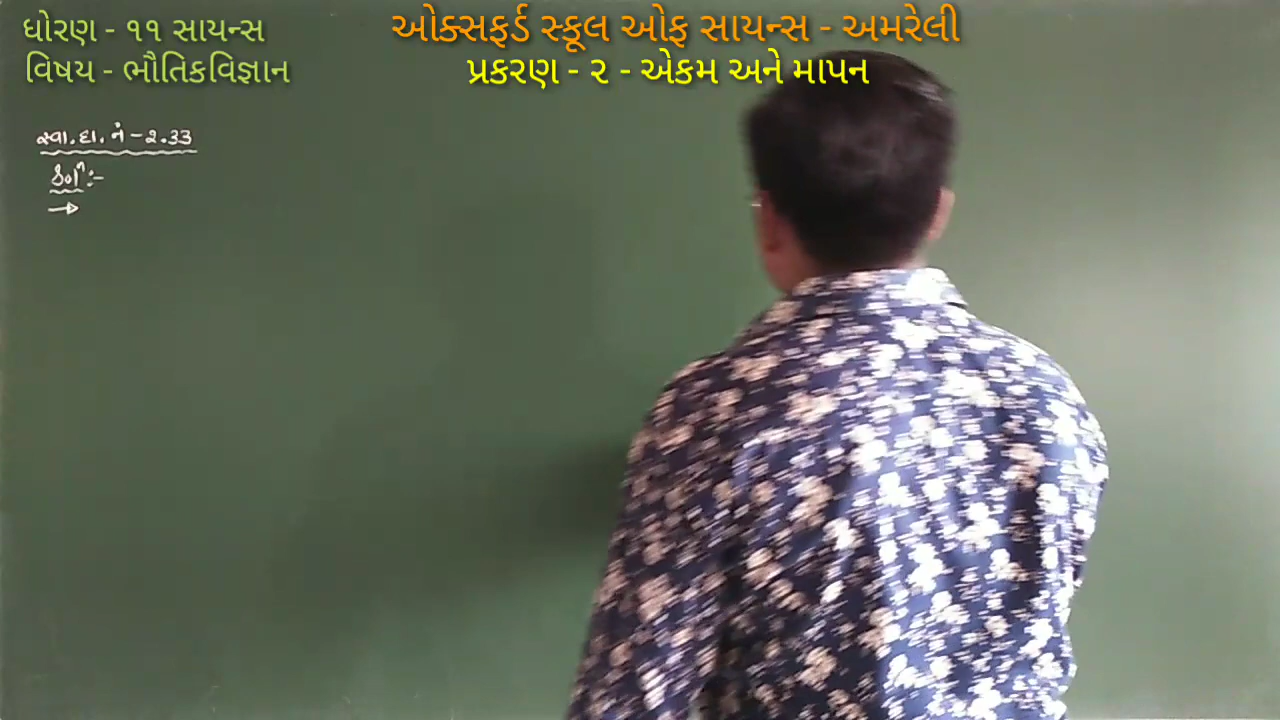 ધોરણ - ૧૧ સાયન્સ
ઓક્સફર્ડ સ્કૂલ ઓફ સાયન્સ - અમરેલી
વિષય - ભૌતિકવિજ્ઞાન
પ્રકરણ - ૨ - એકમ અને માપન
સ્વા.દા.નં - 2.33